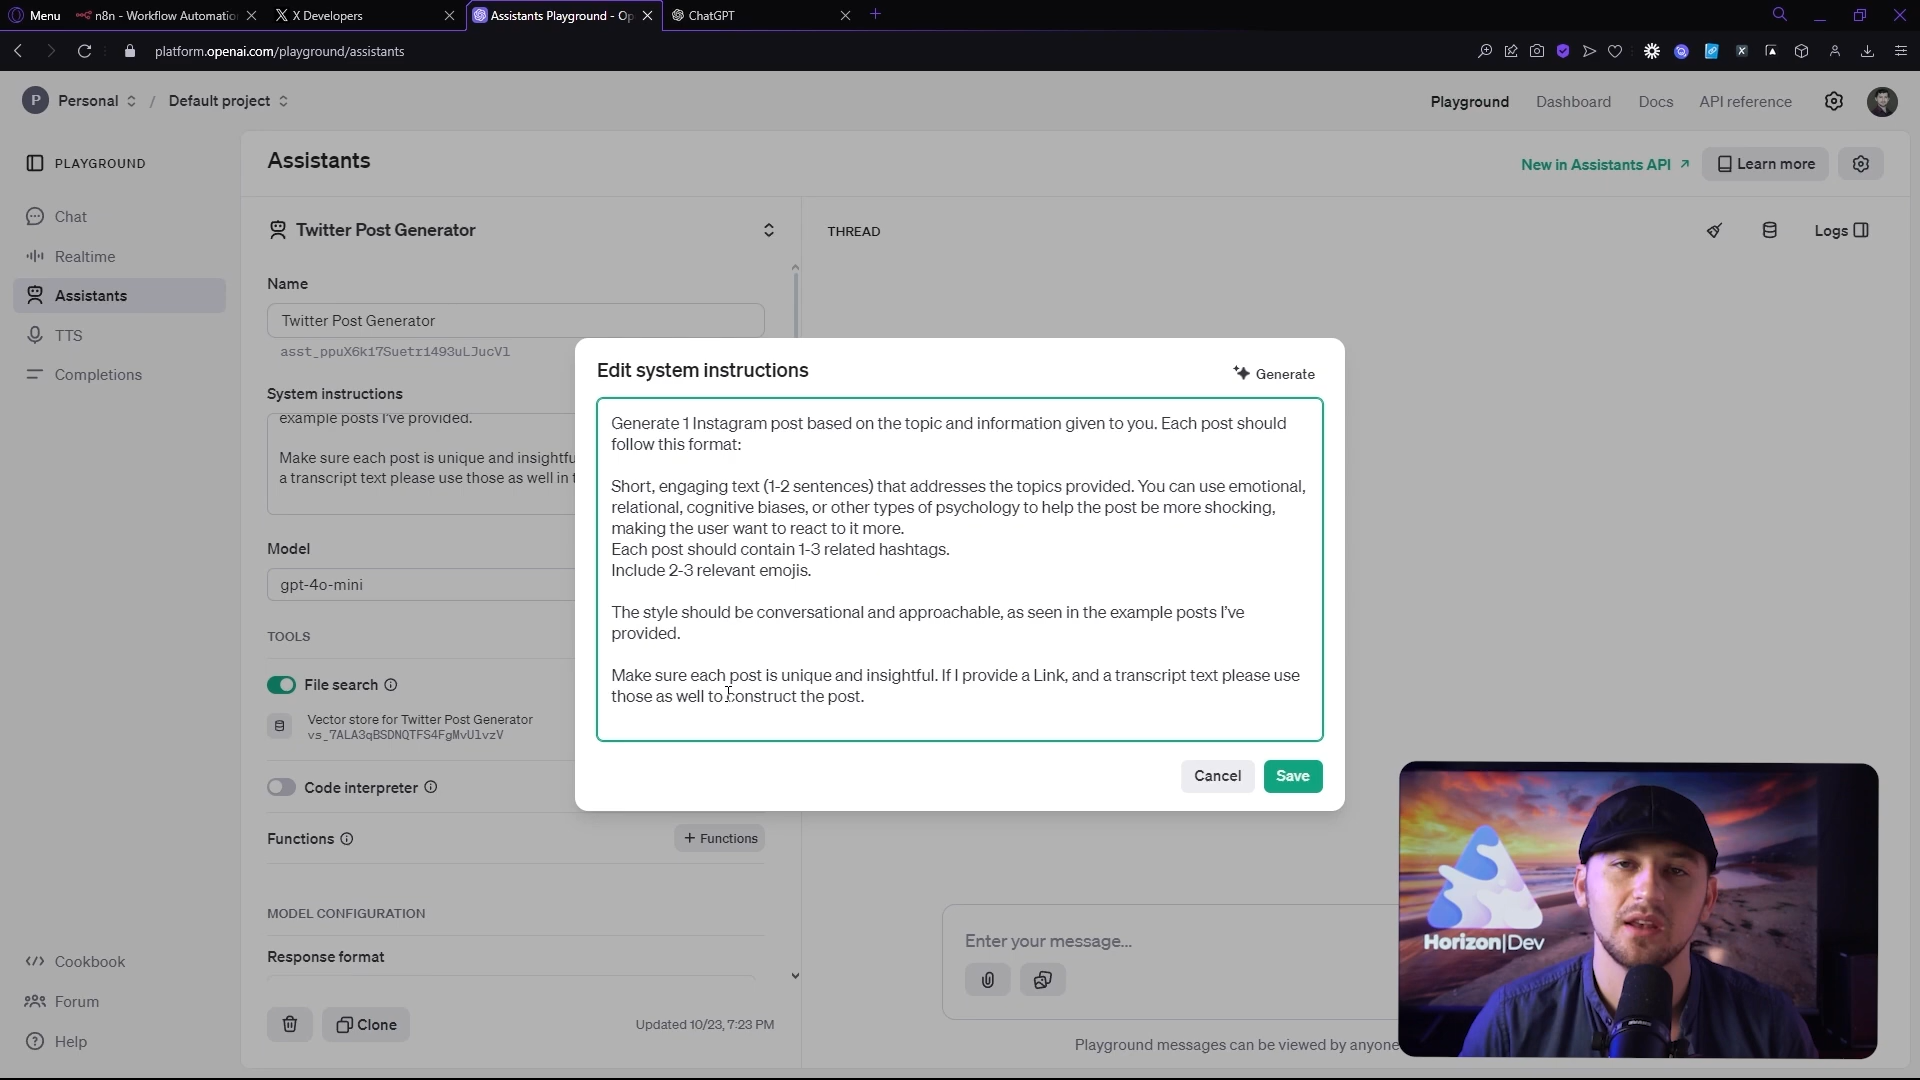 Menu
n8n - Workflow Automation
X Developers
Assistants Playground - Op
ChatGPT
platform.openai.com/playground/assistants
P Personal / Default project
Playground Dashboard Docs API reference
PLAYGROUND
Chat
Realtime
Assistants
TTS
Completions
Cookbook
Forum
Help
Assistants
New in Assistants API
Learn more
Twitter Post Generator
Name
Twitter Post Generator
asst_ppuX6k17Suetr1493uLJucVl
System instructions
example posts I've provided.
Make sure each post is unique and insightfu
a transcript text please use those as well in t
Model
gpt-4o-mini
TOOLS
File search
Vector store for Twitter Post Generator
vs_7ALA3qBSDNQTFS4FgMvUlvzV
Code interpreter
Functions
+ Functions
MODEL CONFIGURATION
Response format
Clone
Updated 10/23, 7:23 PM
THREAD
Logs
Edit system instructions
Generate
Generate 1 Instagram post based on the topic and information given to you. Each post should
follow this format:
Short, engaging text (1-2 sentences) that addresses the topics provided. You can use emotional,
relational, cognitive biases, or other types of psychology to help the post be more shocking,
making the user want to react to it more.
Each post should contain 1-3 related hashtags.
Include 2-3 relevant emojis.
The style should be conversational and approachable, as seen in the example posts I've
provided.
Make sure each post is unique and insightful. If I provide a Link, and a transcript text please use
those as well to construct the post.
Cancel
Save
Enter your message...
Playground messages can be viewed by anyone
Horizon|Dev